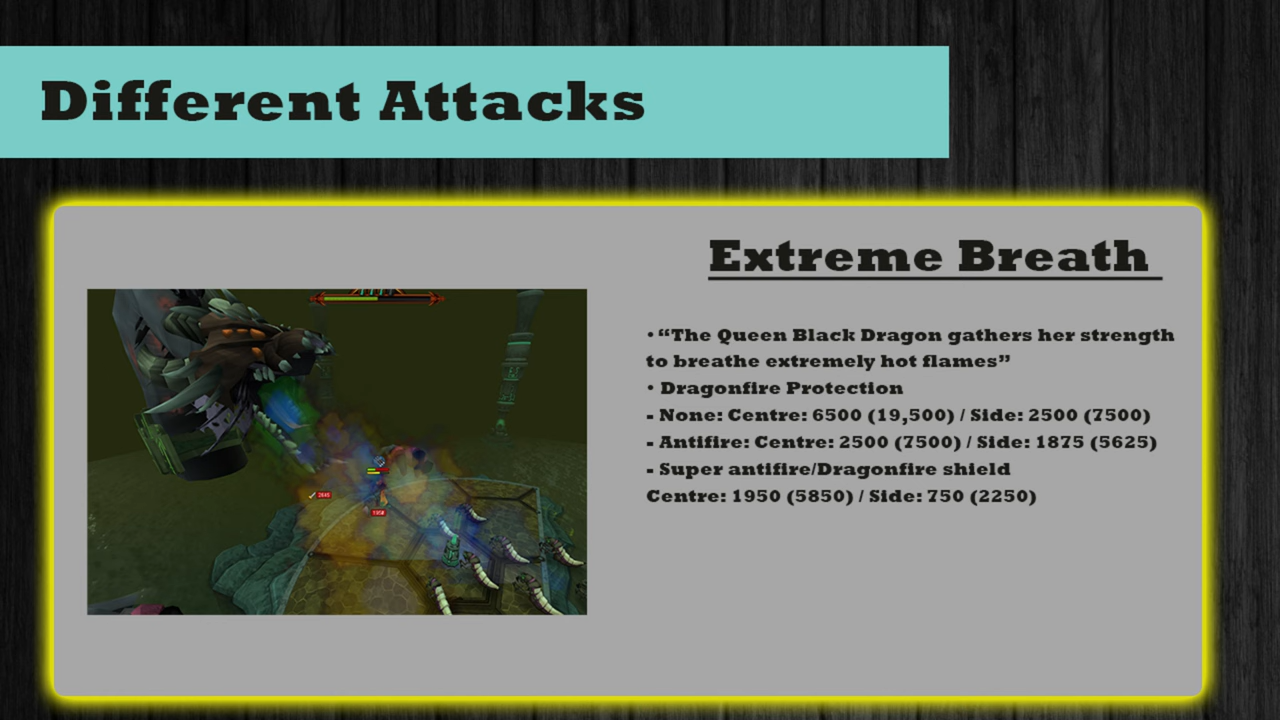 Different Attacks
Extreme Breath
• “The Queen Black Dragon gathers her strength
to breathe extremely hot flames”
• Dragonfire Protection
- None: Centre: 6500 (19,500) / Side: 2500 (7500)
- Antifire: Centre: 2500 (7500) / Side: 1875 (5625)
- Super antifire/Dragonfire shield
Centre: 1950 (5850) / Side: 750 (2250)